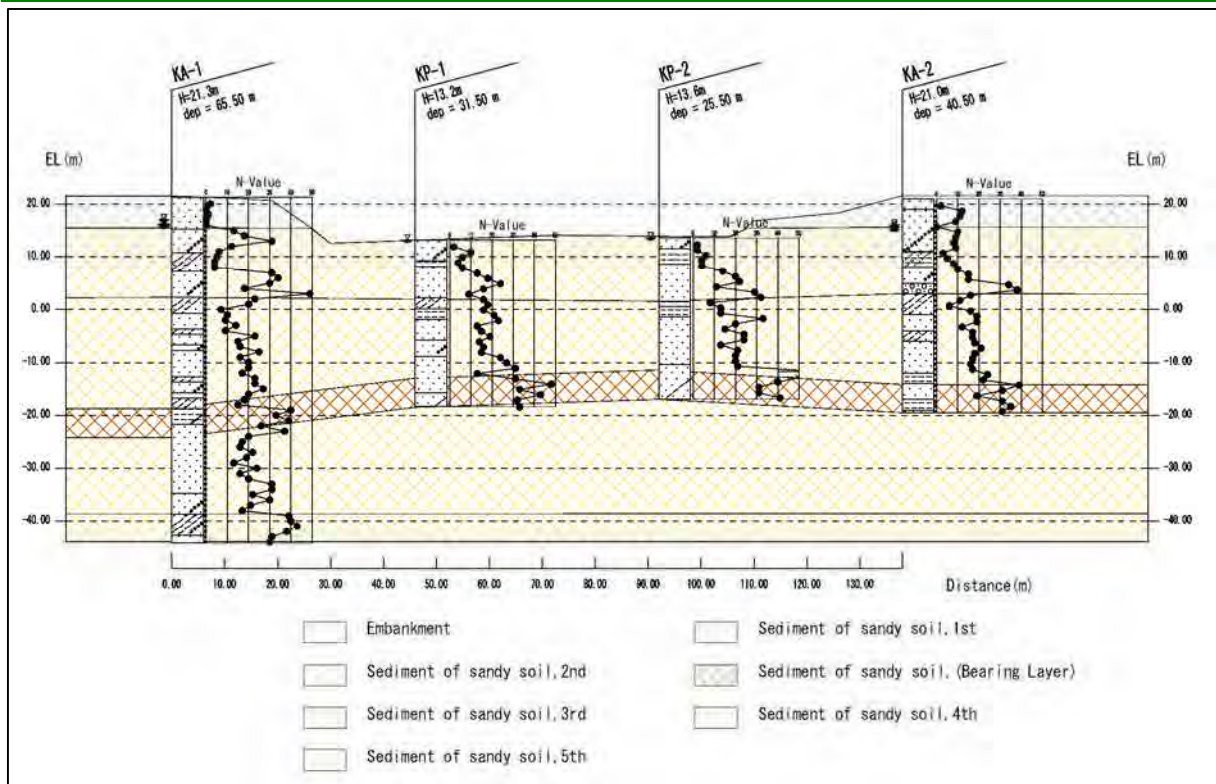 KA-1
H=21.3m
dep = 65.50 m
KP-1
H=13.2m
dep = 31.50 m
KP-2
H=13.6m
dep = 25.50 m
KA-2
H=21.0m
dep = 40.50 m
EL (m)
EL (m)
N-Value
N-Value
N-Value
N-Value
20.00
10.00
0.00
-10.00
-20.00
-30.00
-40.00
20.00
10.00
0.00
-10.00
-20.00
-30.00
-40.00
0.00 10.00 20.00 30.00 40.00 50.00 60.00 70.00 80.00 90.00 100.00 110.00 120.00 130.00 Distance(m)
Embankment
Sediment of sandy soil,1st
Sediment of sandy soil,2nd
Sediment of sandy soil,(Bearing Layer)
Sediment of sandy soil,3rd
Sediment of sandy soil,4th
Sediment of sandy soil,5th